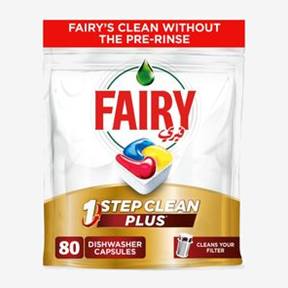 FAIRY'S CLEAN WITHOUT
THE PRE-RINSE
FAIRY
فيري
1 STEP CLEAN
PLUS
80 DISHWASHER
CAPSULES
CLEANS YOUR
FILTER